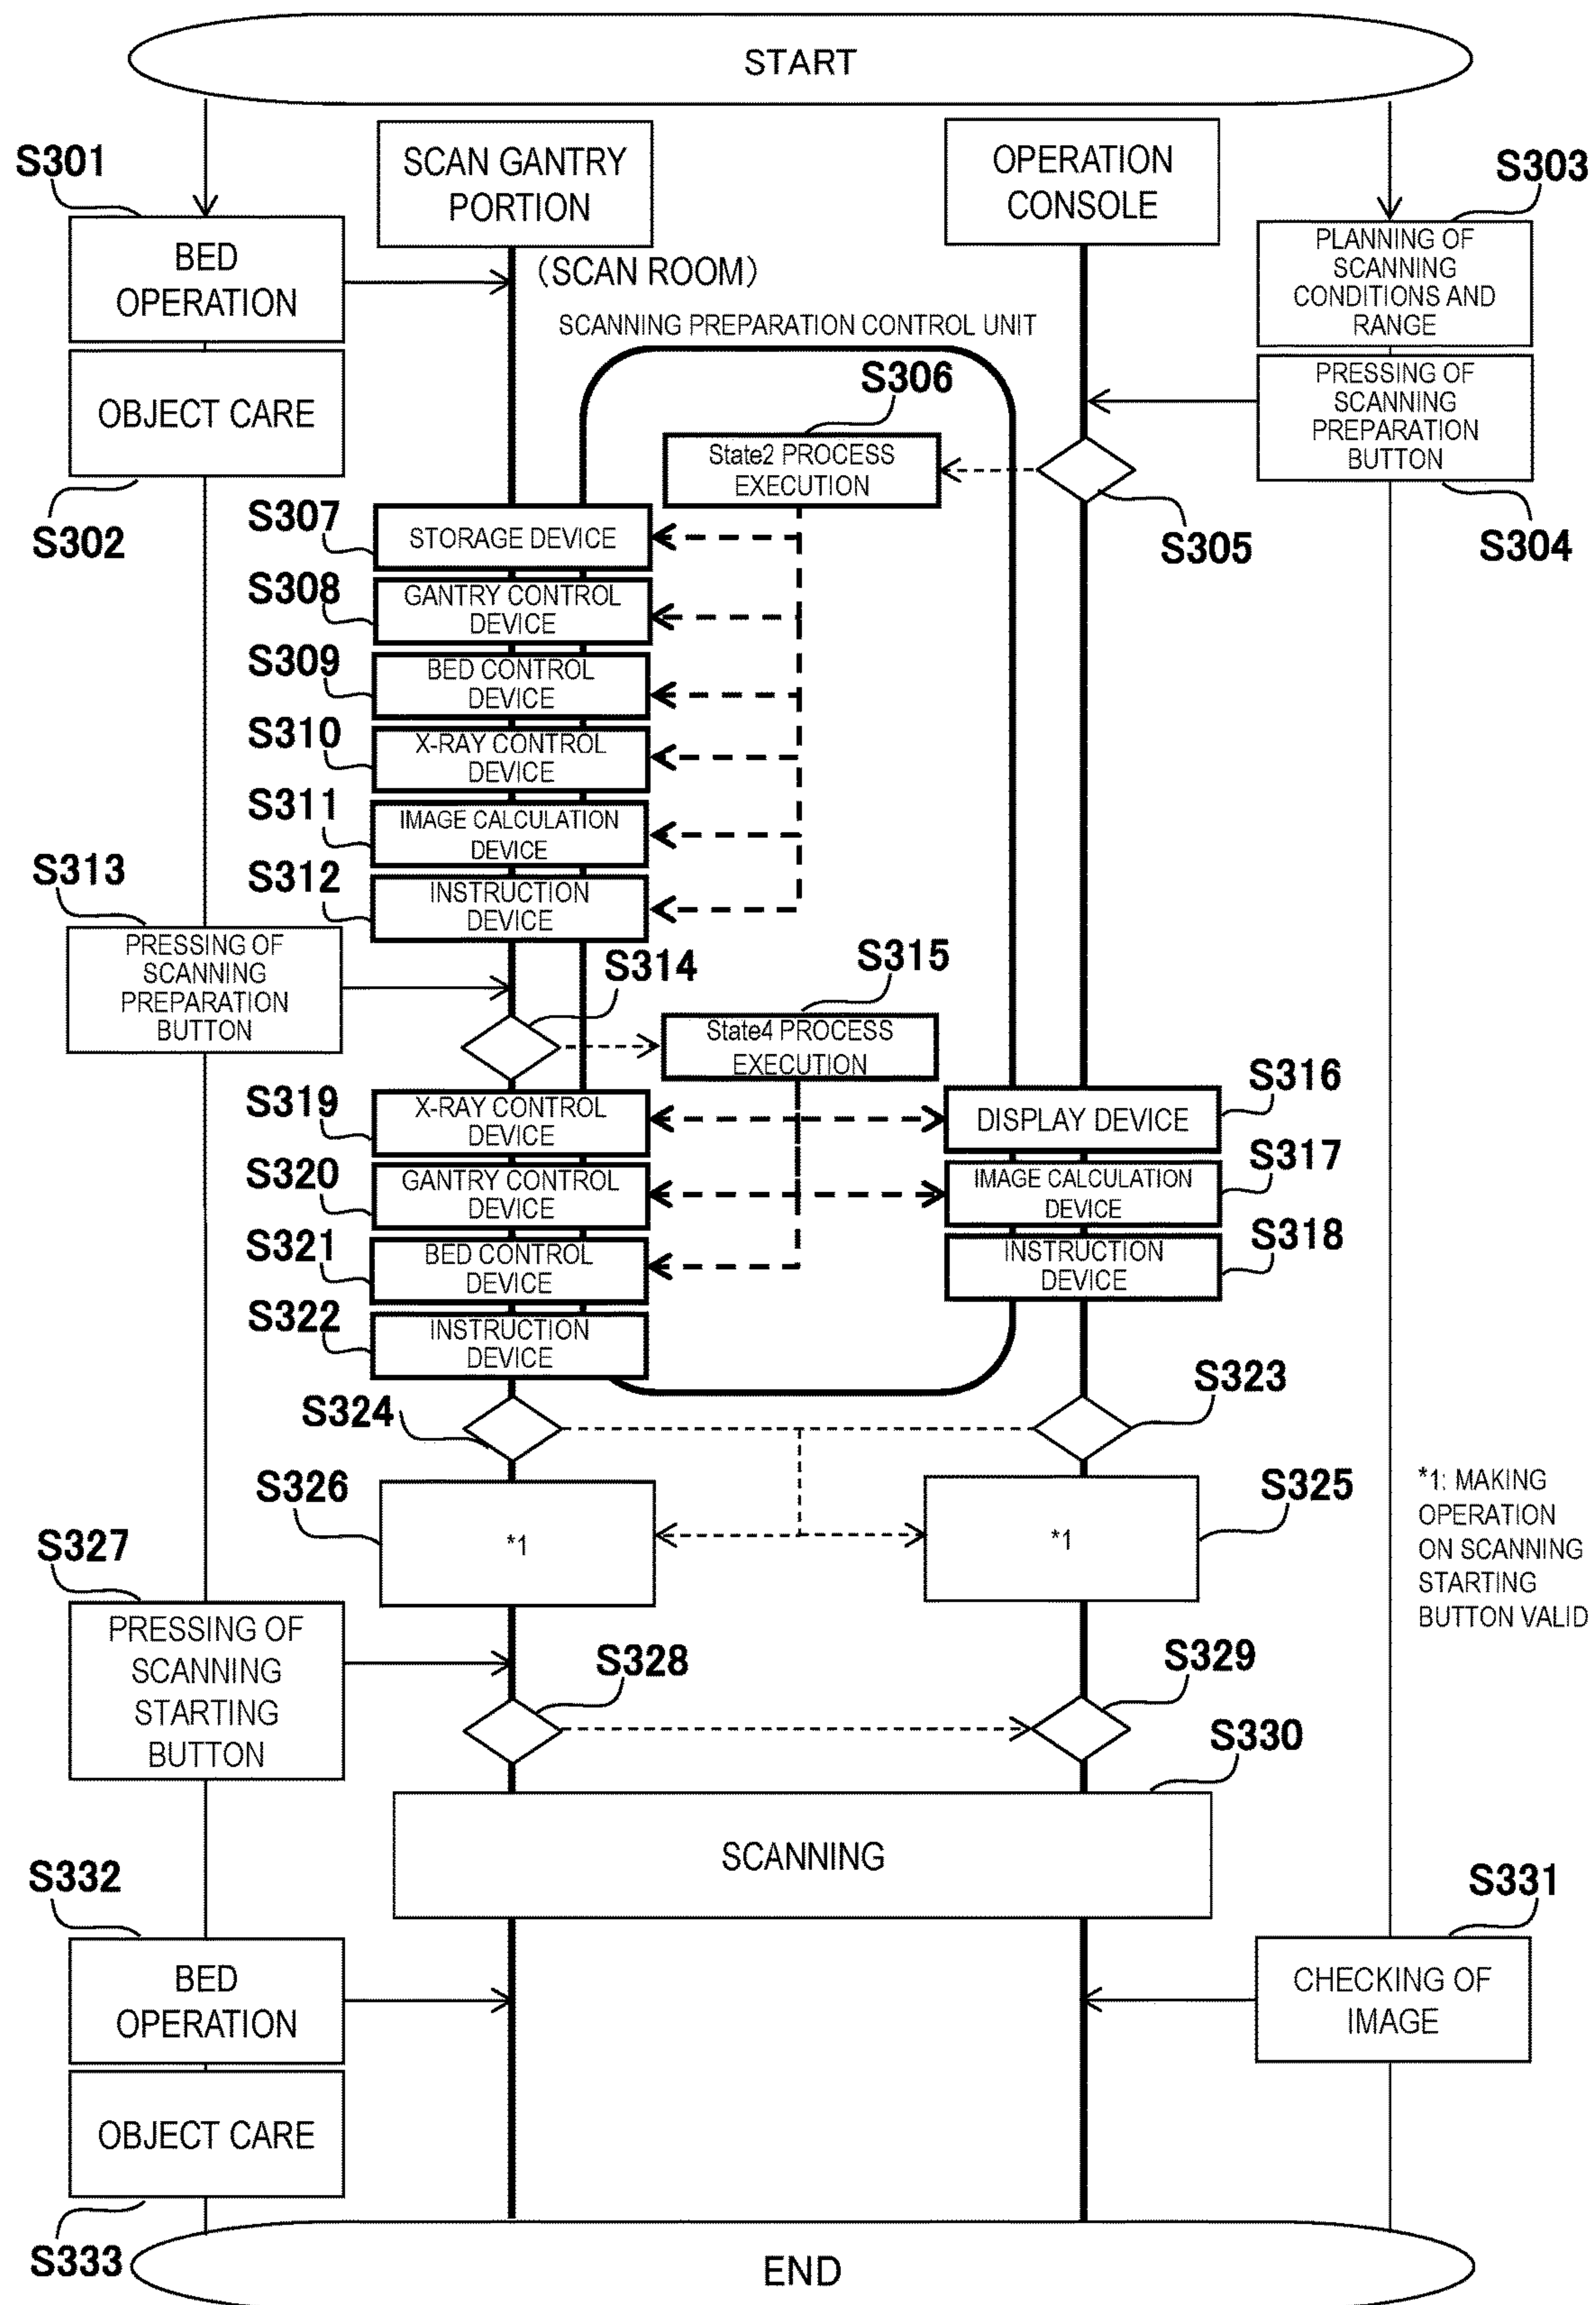 START
S301
SCAN GANTRY
PORTION
OPERATION
CONSOLE
S303
BED
OPERATION
(SCAN ROOM)
PLANNING OF
SCANNING
CONDITIONS AND
RANGE
SCANNING PREPARATION CONTROL UNIT
OBJECT CARE
S306
PRESSING OF
SCANNING
PREPARATION
BUTTON
State2 PROCESS
EXECUTION
S302
S307
STORAGE DEVICE
S305
S304
S308
GANTRY CONTROL
DEVICE
S309
BED CONTROL
DEVICE
S310
X-RAY CONTROL
DEVICE
S311
IMAGE CALCULATION
DEVICE
S313
S312
INSTRUCTION
DEVICE
PRESSING OF
SCANNING
PREPARATION
BUTTON
S314
S315
State4 PROCESS
EXECUTION
S319
X-RAY CONTROL
DEVICE
DISPLAY DEVICE
S316
S320
GANTRY CONTROL
DEVICE
IMAGE CALCULATION
DEVICE
S317
S321
BED CONTROL
DEVICE
INSTRUCTION
DEVICE
S318
S322
INSTRUCTION
DEVICE
S324
S323
S326
*1
*1
S325
*1: MAKING
OPERATION
ON SCANNING
STARTING
BUTTON VALID
S327
PRESSING OF
SCANNING
STARTING
BUTTON
S328
S329
S330
SCANNING
S332
S331
BED
OPERATION
CHECKING OF
IMAGE
OBJECT CARE
S333
END